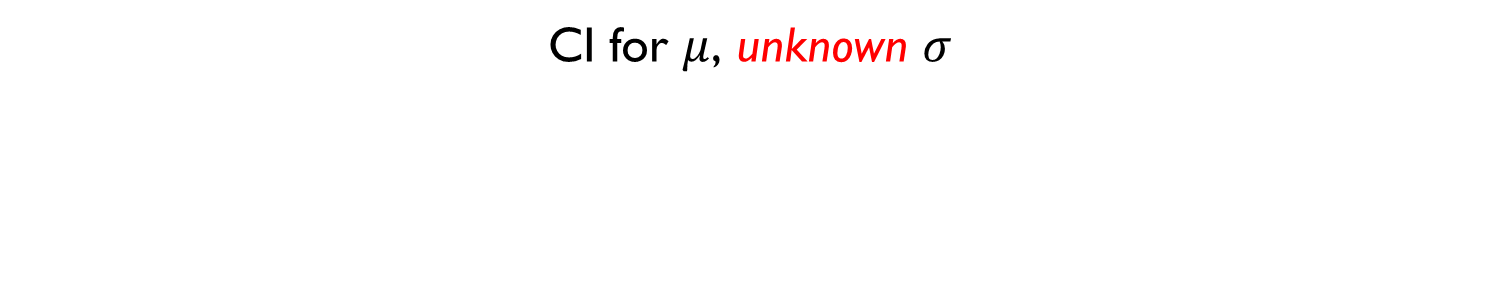 CI for 𝜇, unknown 𝜎